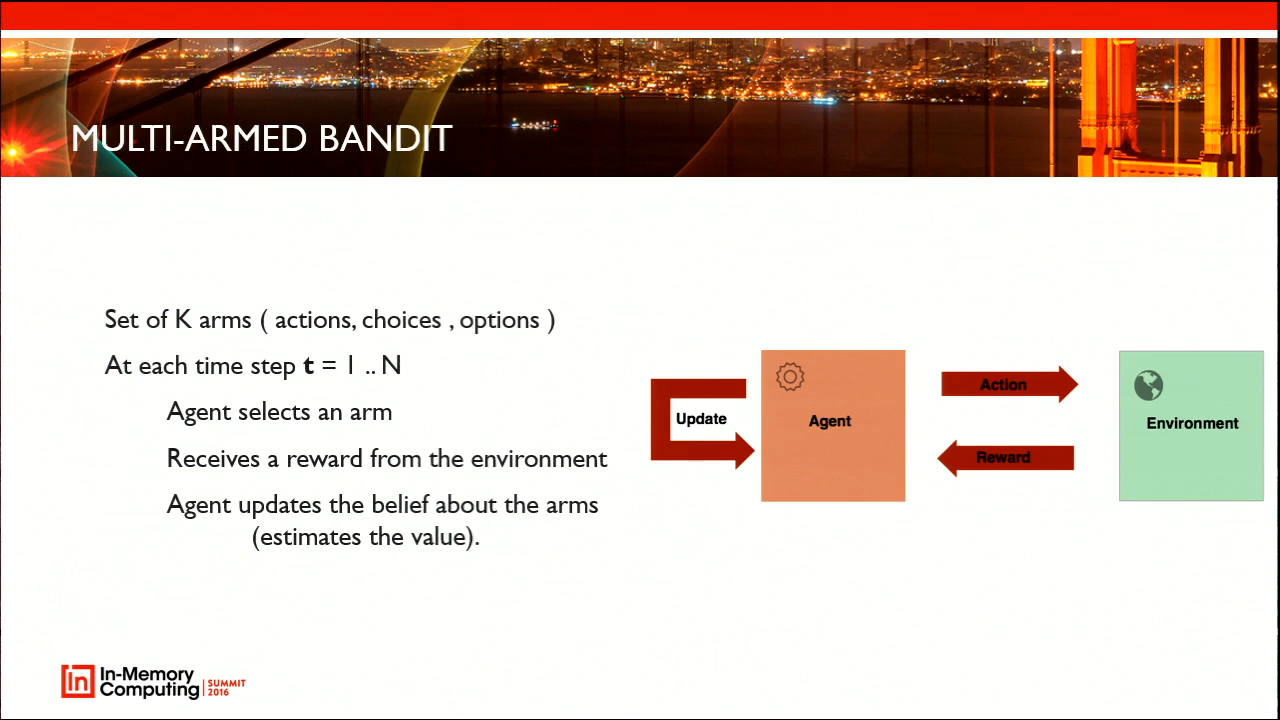 MULTI-ARMED BANDIT
Set of K arms ( actions, choices , options )
At each time step t = 1 .. N
Agent selects an arm
Receives a reward from the environment
Agent updates the belief about the arms
(estimates the value).
Update
Agent
Action
Reward
Environment
in In-Memory
Computing
SUMMIT
2016